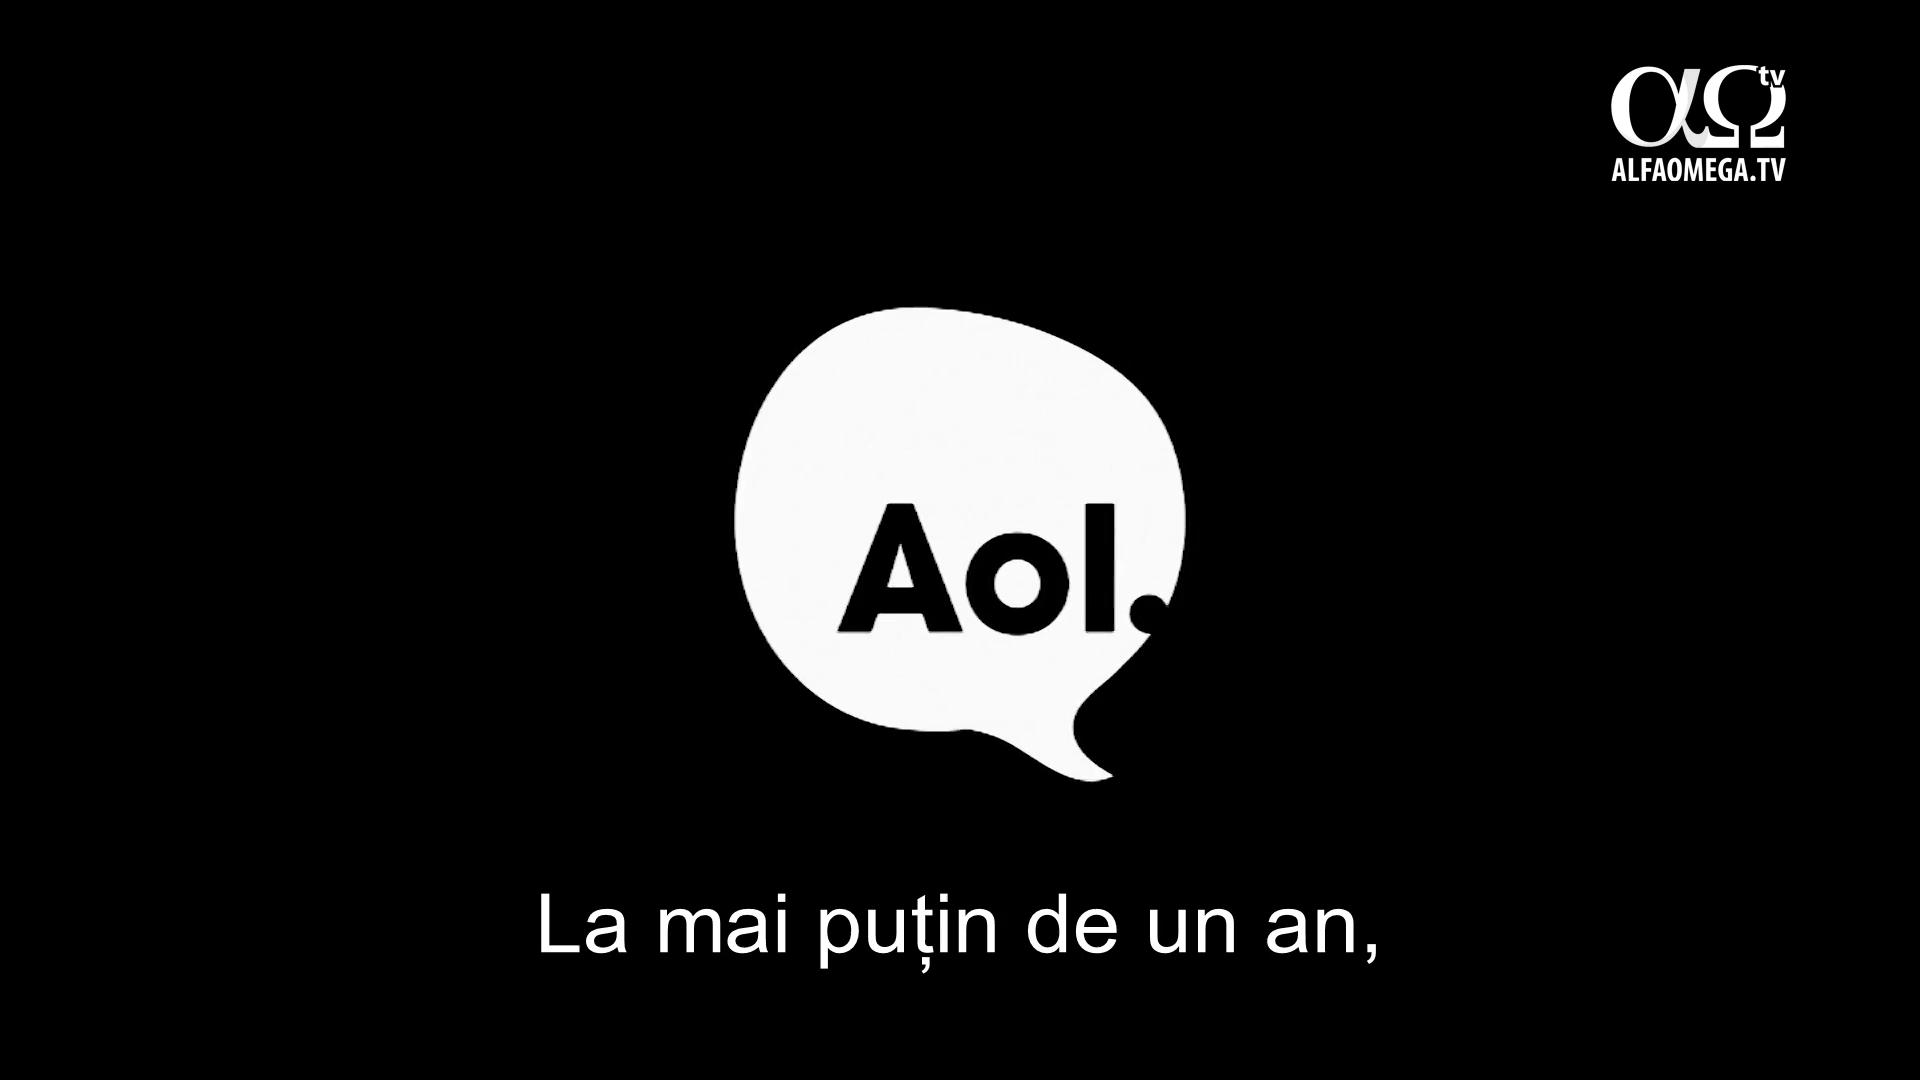 αΩ tv
ALFAOMEGA.TV
Aol.
La mai puțin de un an,